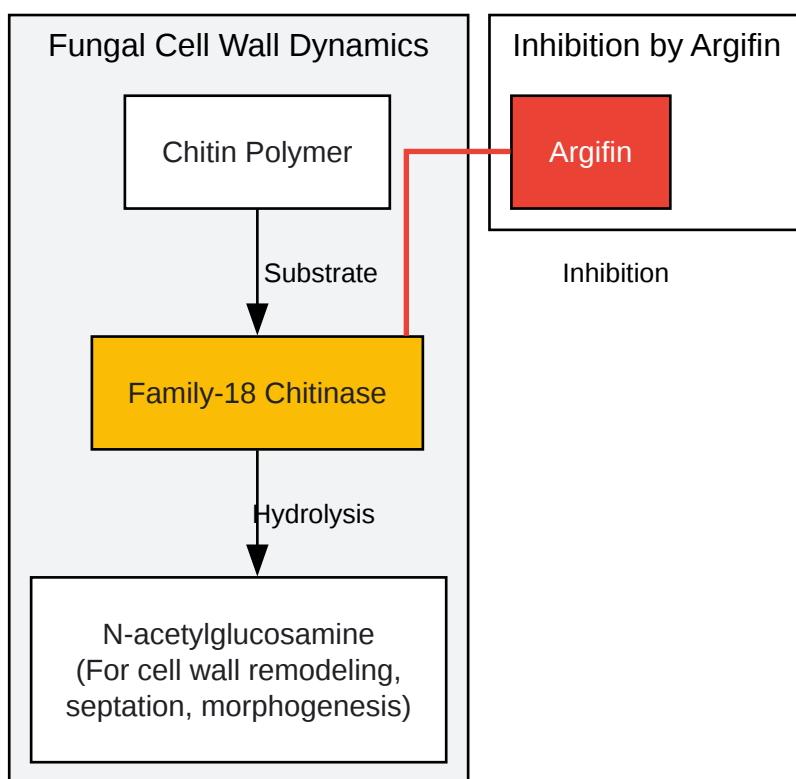 Fungal Cell Wall Dynamics
Inhibition by Argifin
Chitin Polymer
Argifin
Substrate
Inhibition
Family-18 Chitinase
Hydrolysis
N-acetylglucosamine
(For cell wall remodeling,
septation, morphogenesis)